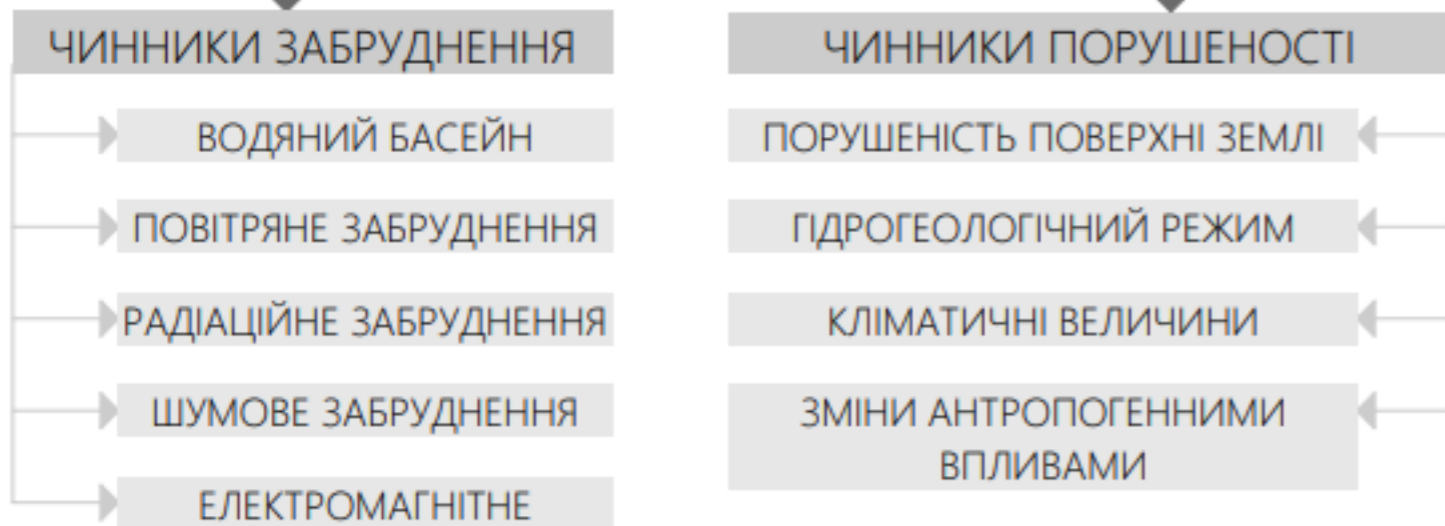 ЧИННИКИ ЗАБРУДНЕННЯ
ВОДЯНИЙ БАСЕЙН
ПОВІТРЯНЕ ЗАБРУДНЕННЯ
РАДІАЦІЙНЕ ЗАБРУДНЕННЯ
ШУМОВЕ ЗАБРУДНЕННЯ
ЕЛЕКТРОМАГНІТНЕ
ЧИННИКИ ПОРУШЕНОСТІ
ПОРУШЕНІСТЬ ПОВЕРХНІ ЗЕМЛІ
ГІДРОГЕОЛОГІЧНИЙ РЕЖИМ
КЛІМАТИЧНІ ВЕЛИЧИНИ
ЗМІНИ АНТРОПОГЕННИМИ
ВПЛИВАМИ